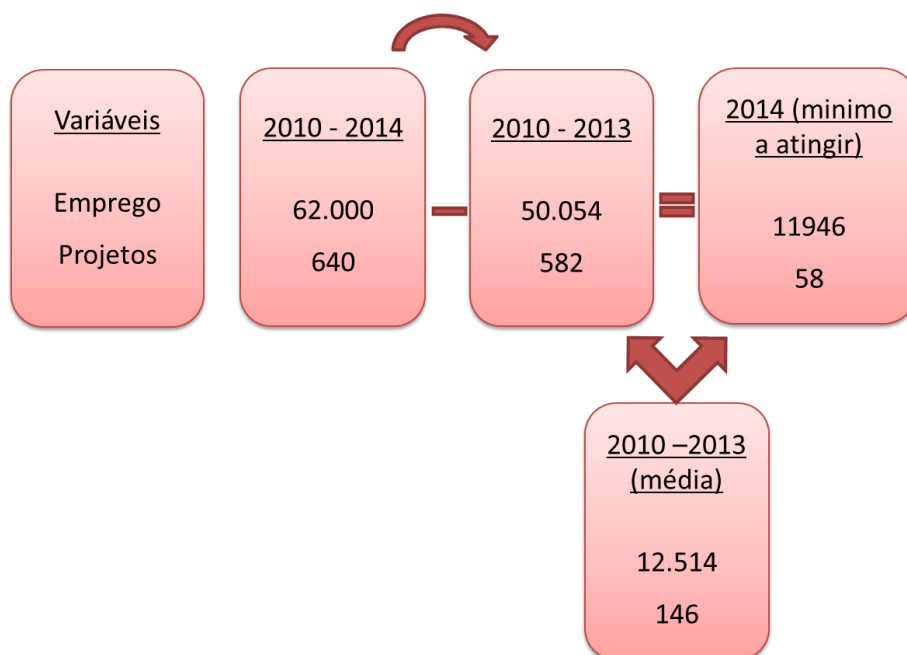 Variáveis
Emprego
Projetos
2010 - 2014
62.000
640
2010 - 2013
50.054
582
2014 (minimo
a atingir)
11946
58
2010 –2013
(média)
12.514
146